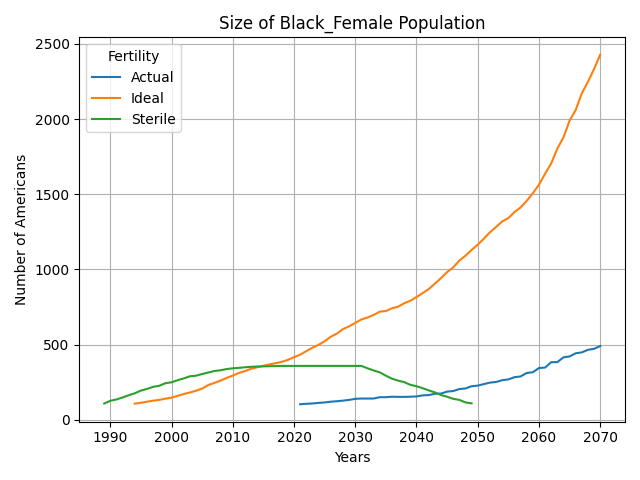 Size of Black_Female Population
Number of Americans
2500
2000
1500
1000
500
0
Fertility
Actual
Ideal
Sterile
1990 2000 2010 2020 2030 2040 2050 2060 2070
Years